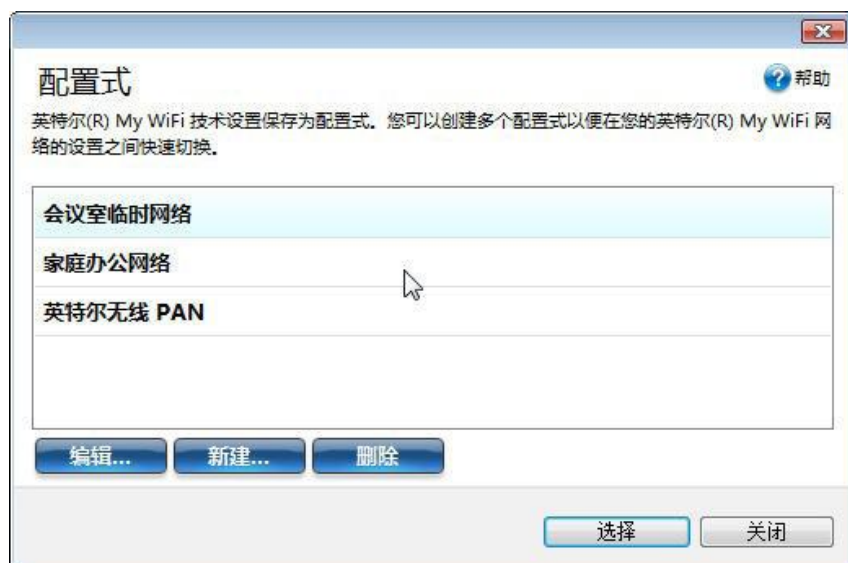 配置式
帮助
英特尔(R) My WiFi 技术设置保存为配置式。您可以创建多个配置式以便在您的英特尔(R) My WiFi 网
络的设置之间快速切换。
会议室临时网络
家庭办公网络
英特尔无线 PAN
编辑... 新建... 删除
选择 关闭